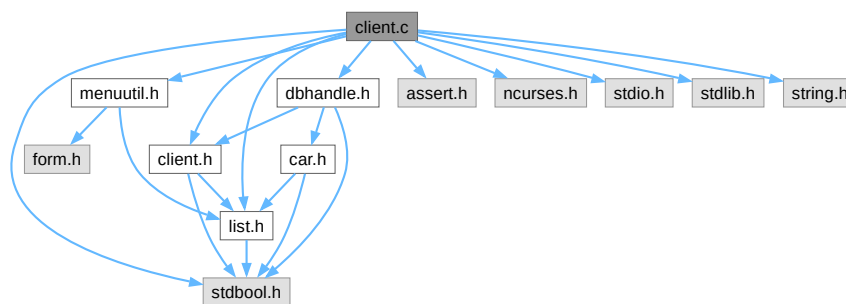 client.c
menuutil.h
dbhandle.h
assert.h
ncurses.h
stdio.h
stdlib.h
string.h
form.h
client.h
car.h
list.h
stdbool.h